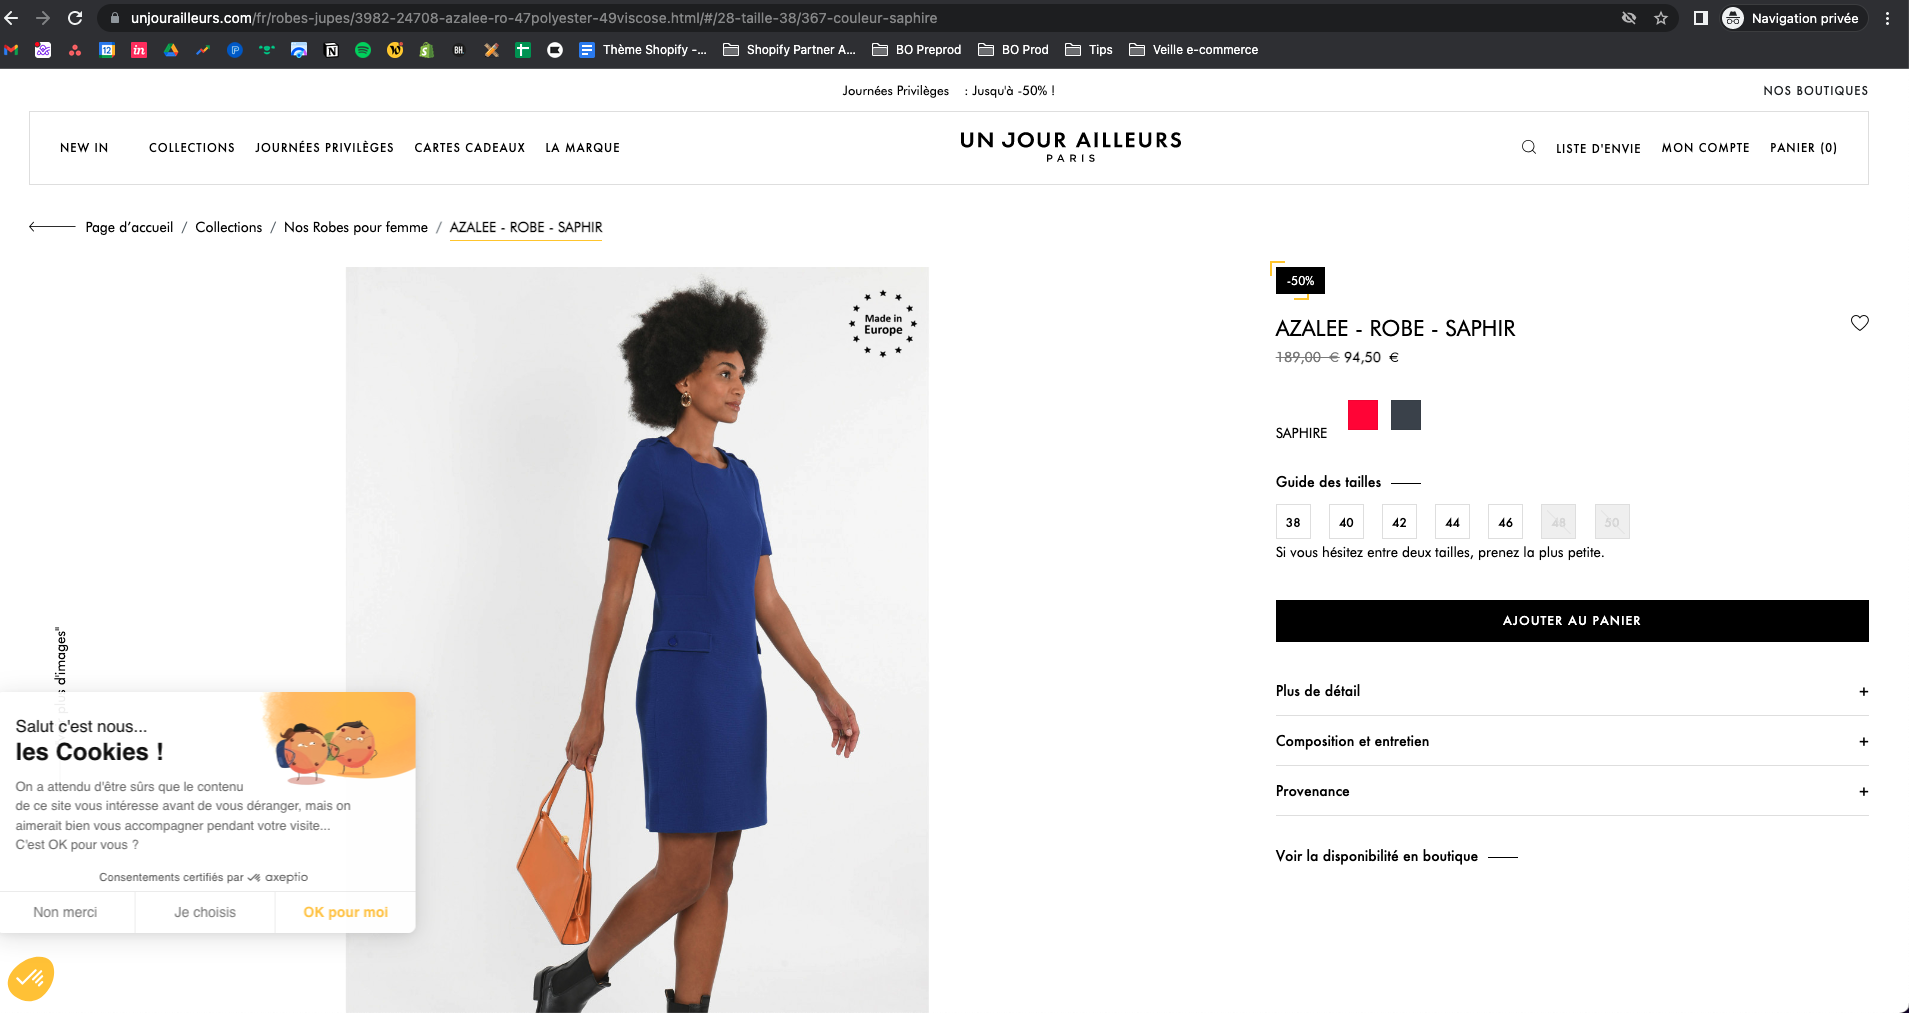 unjourailleurs.com/fr/robes-jupes/3982-24708-azalee-ro-47polyester-49viscose.html/#/28-taille-38/367-couleur-saphire
Navigation privée
Thème Shopify -...
Shopify Partner A...
BO Preprod
BO Prod
Tips
Veille e-commerce
Journées Privilèges : Jusqu'à -50% !
NOS BOUTIQUES
NEW IN
COLLECTIONS
JOURNÉES PRIVILÈGES
CARTES CADEAUX
LA MARQUE
UN JOUR AILLEURS
PARIS
LISTE D'ENVIE
MON COMPTE
PANIER (0)
Page d’accueil / Collections / Nos Robes pour femme / AZALEE - ROBE - SAPHIR
Made in
Europe
-50%
AZALEE - ROBE - SAPHIR
189,00 € 94,50 €
SAPHIRE
Guide des tailles
38 40 42 44 46 48 50
Si vous hésitez entre deux tailles, prenez la plus petite.
AJOUTER AU PANIER
Plus de détail +
Composition et entretien +
Provenance +
Voir la disponibilité en boutique
plus d'images"
Salut c'est nous...
les Cookies !
On a attendu d'être sûrs que le contenu
de ce site vous intéresse avant de vous déranger, mais on
aimerait bien vous accompagner pendant votre visite...
C'est OK pour vous ?
Consentements certifiés par axeptio
Non merci
Je choisis
OK pour moi